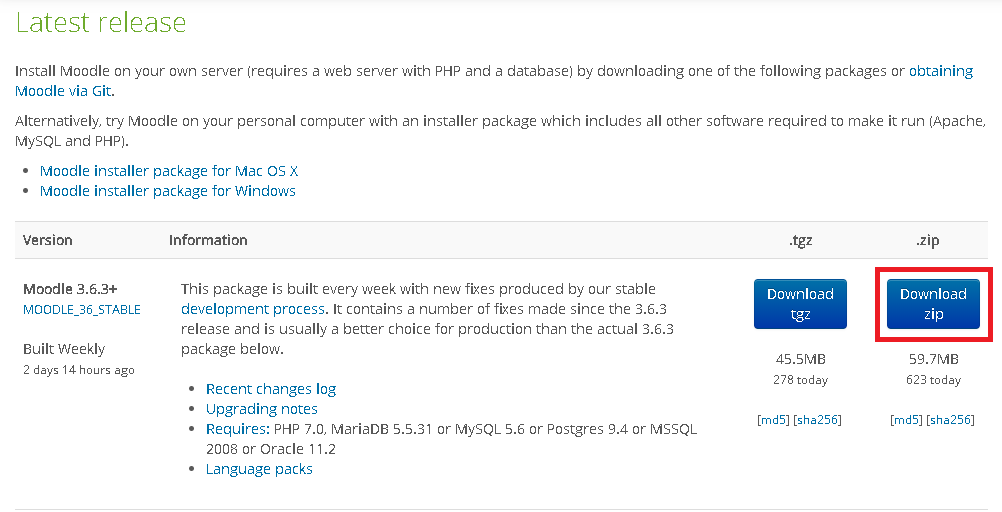 Latest release
Install Moodle on your own server (requires a web server with PHP and a database) by downloading one of the following packages or obtaining
Moodle via Git.
Alternatively, try Moodle on your personal computer with an installer package which includes all other software required to make it run (Apache,
MySQL and PHP).
Moodle installer package for Mac OS X
Moodle installer package for Windows
Version Information .tgz .zip
Moodle 3.6.3+
MOODLE_36_STABLE
Built Weekly
2 days 14 hours ago
This package is built every week with new fixes produced by our stable
development process. It contains a number of fixes made since the 3.6.3
release and is usually a better choice for production than the actual 3.6.3
package below.
Recent changes log
Upgrading notes
Requires: PHP 7.0, MariaDB 5.5.31 or MySQL 5.6 or Postgres 9.4 or MSSQL
2008 or Oracle 11.2
Language packs
Download
tgz
45.5MB
278 today
[md5] [sha256]
Download
zip
59.7MB
623 today
[md5] [sha256]